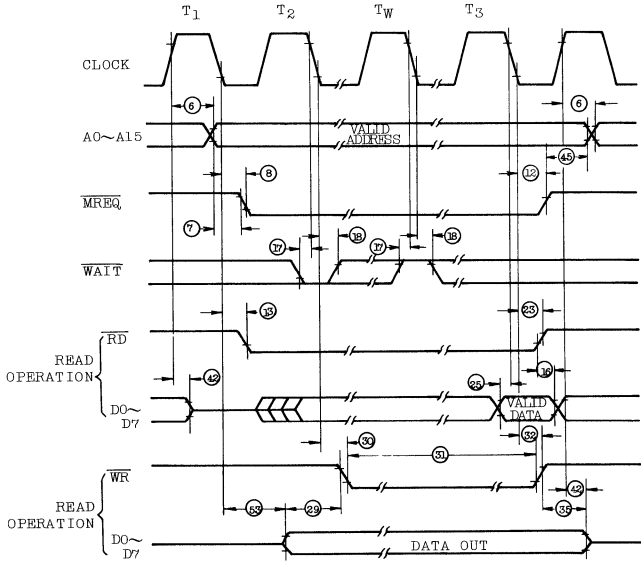 T1 T2 TW T3
CLOCK
6 6
A0~A15 VALID ADDRESS
45
8 12
MREQ
7
17 18 17 18
WAIT
13 23
RD
READ OPERATION
16
42 25
D0~D7 VALID DATA
32
30
31
WR
42
READ OPERATION
53 29 35
D0~D7 DATA OUT